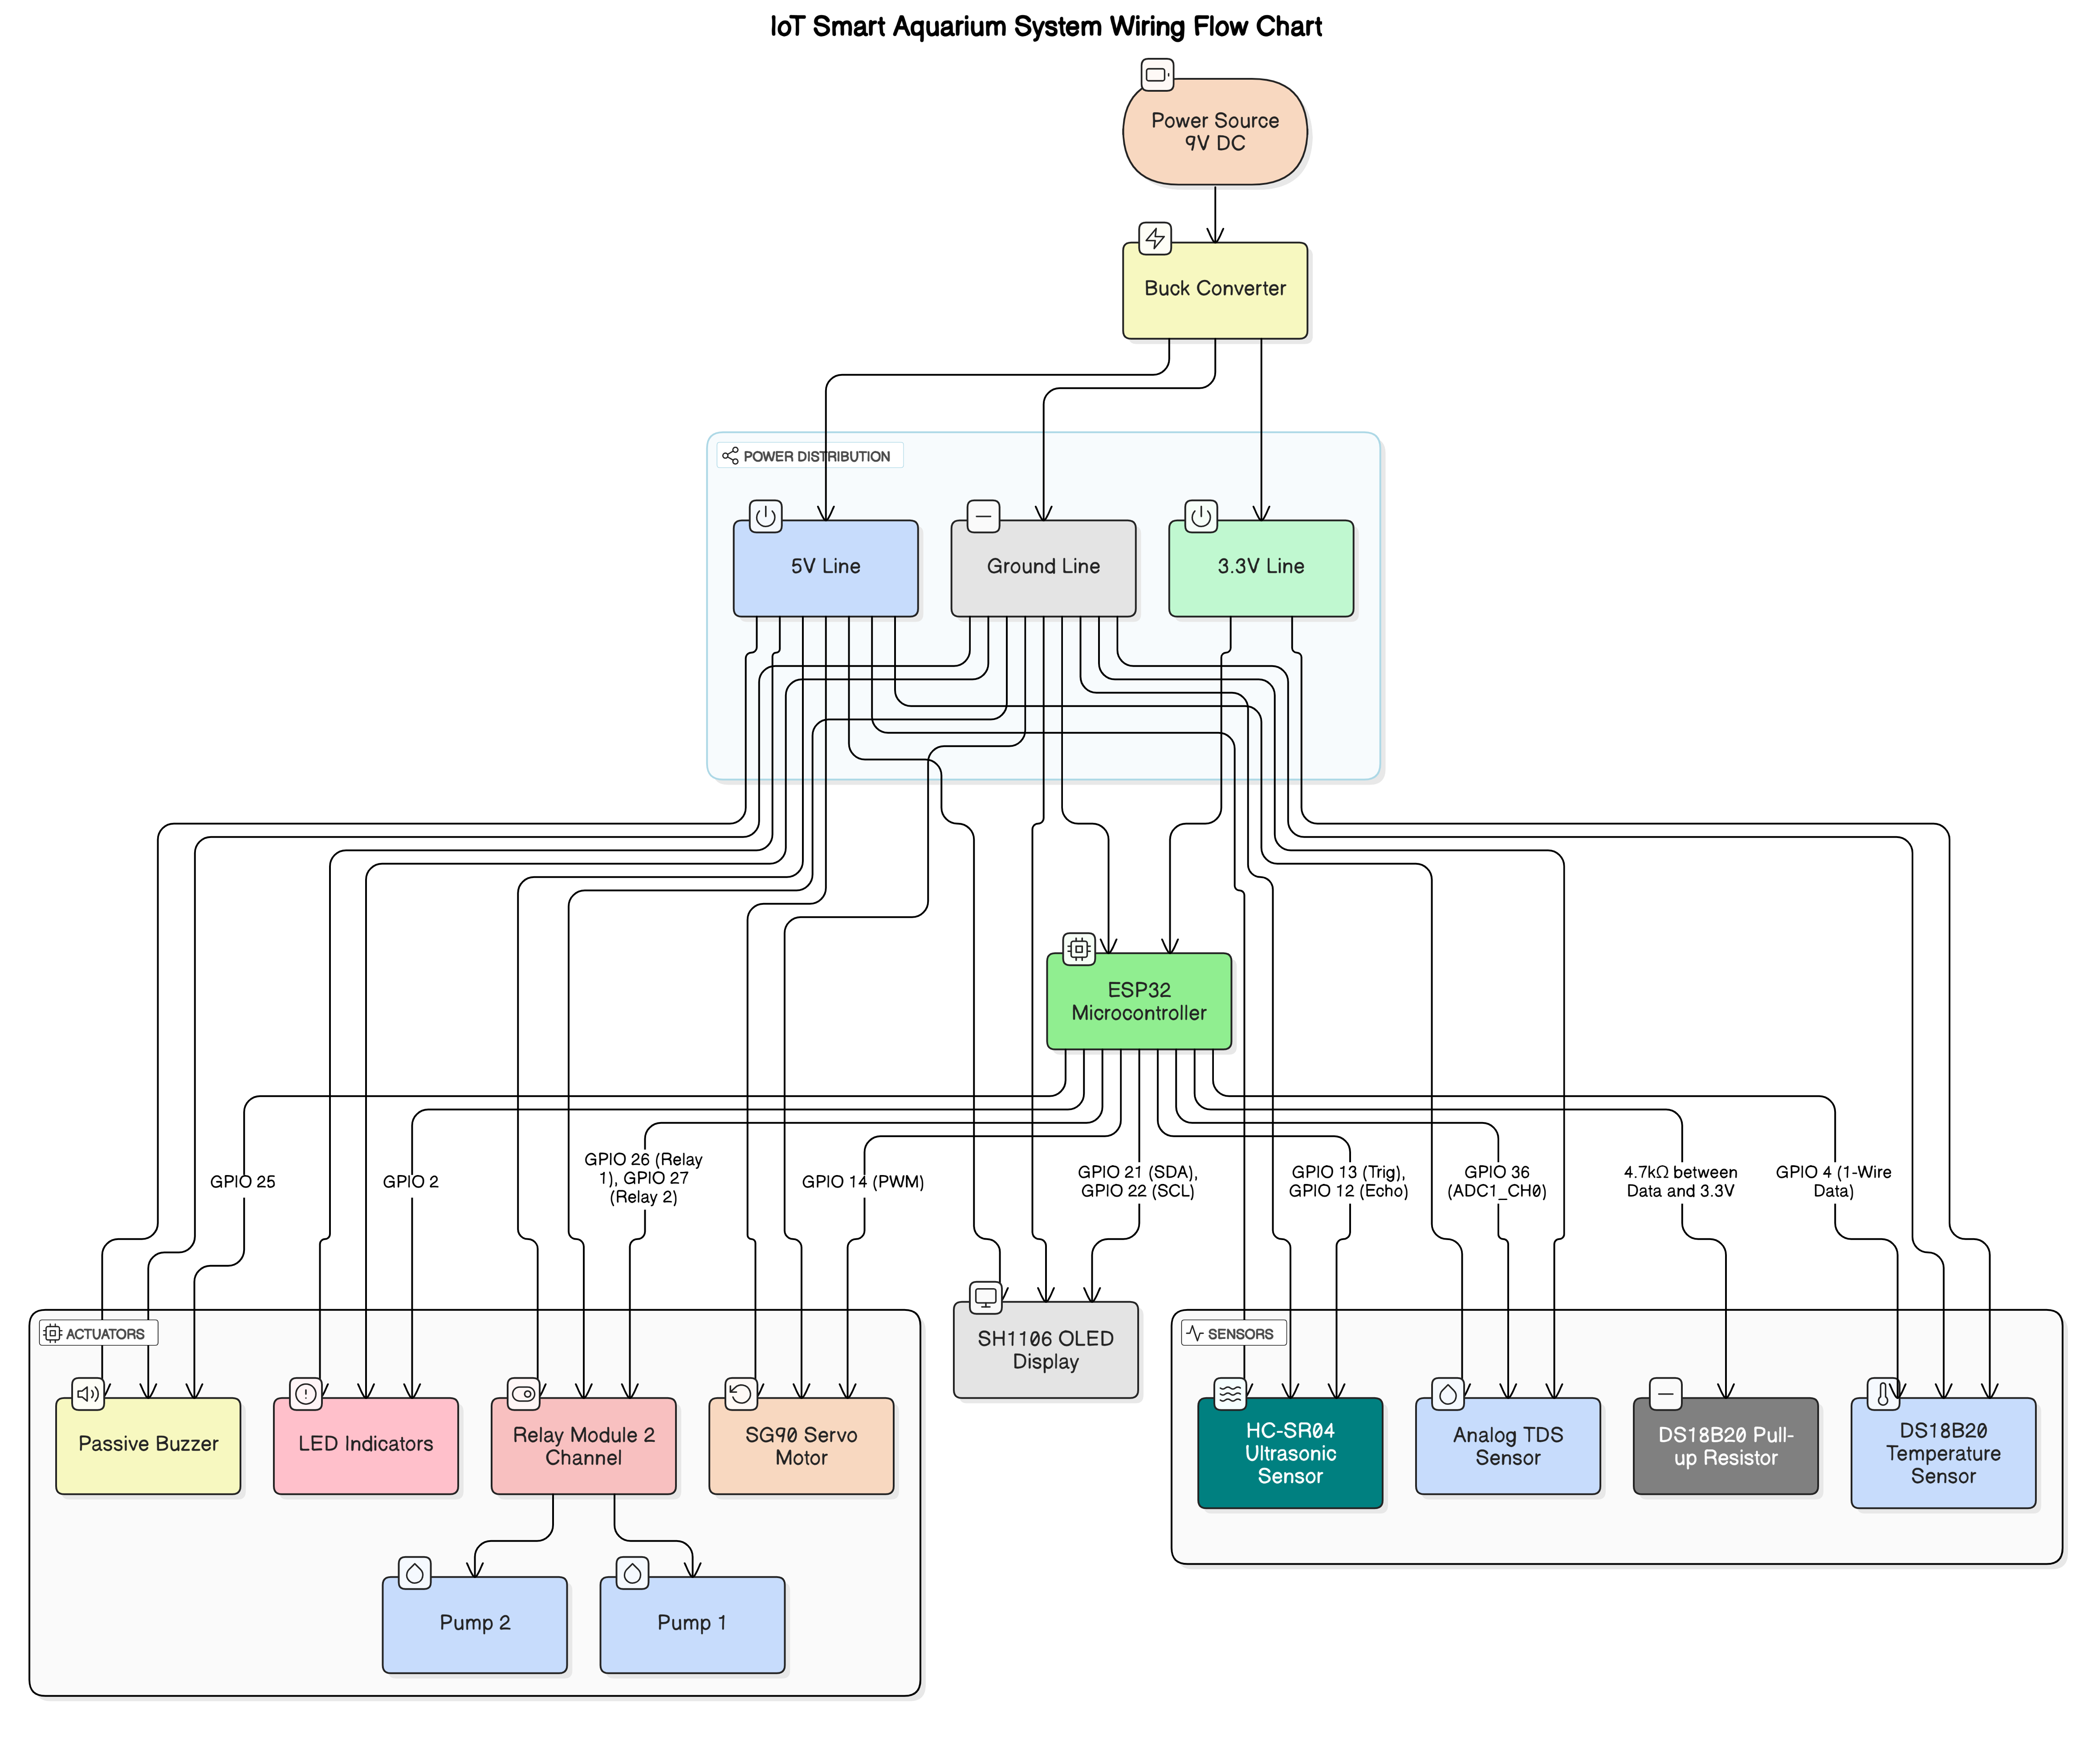 IoT Smart Aquarium System Wiring Flow Chart
Power Source
9V DC
Buck Converter
POWER DISTRIBUTION
5V Line
Ground Line
3.3V Line
ESP32
Microcontroller
GPIO 25
GPIO 2
GPIO 26 (Relay
1), GPIO 27
(Relay 2)
GPIO 14 (PWM)
GPIO 21 (SDA),
GPIO 22 (SCL)
GPIO 13 (Trig),
GPIO 12 (Echo)
GPIO 36
(ADC1_CH0)
4.7kΩ between
Data and 3.3V
GPIO 4 (1-Wire
Data)
ACTUATORS
Passive Buzzer
LED Indicators
Relay Module 2
Channel
SG90 Servo
Motor
Pump 2
Pump 1
SH1106 OLED
Display
SENSORS
HC-SR04
Ultrasonic
Sensor
Analog TDS
Sensor
DS18B20 Pull-
up Resistor
DS18B20
Temperature
Sensor